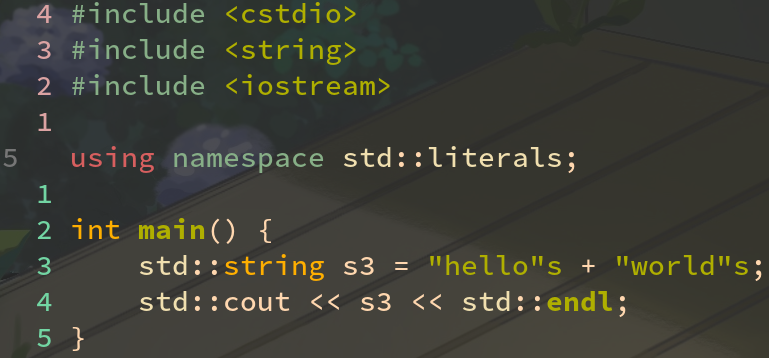 4 #include <cstdio>
3 #include <string>
2 #include <iostream>
1
5 using namespace std::literals;
1
2 int main() {
3     std::string s3 = "hello"s + "world"s;
4     std::cout << s3 << std::endl;
5 }